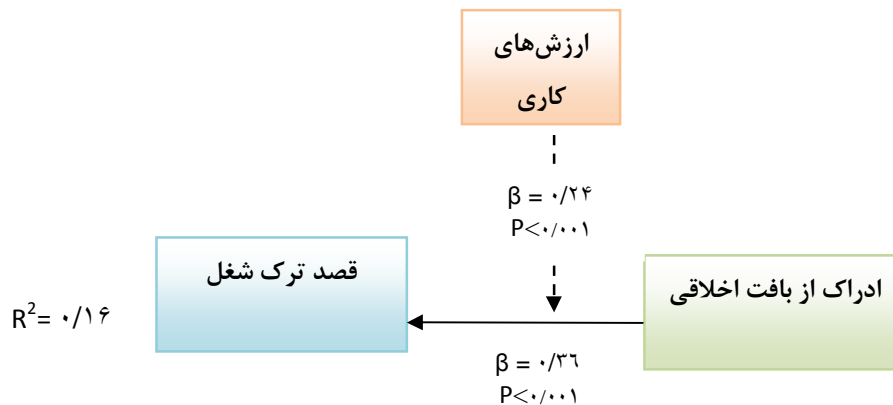 ارزش‌های
کاری
β = ۰/۲۴
P<۰/۰۰۱
ادراک از بافت اخلاقی
قصد ترک شغل
R²= ۰/۱۶
β = ۰/۳۶
P<۰/۰۰۱